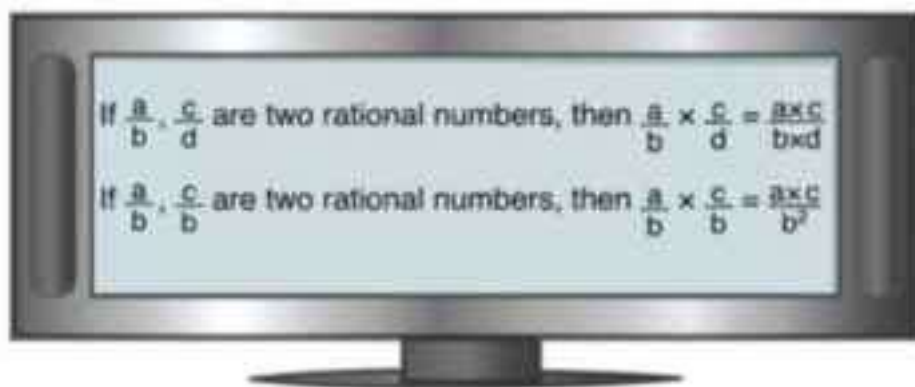 If a/b, c/d are two rational numbers, then a/b × c/d = a×c/b×d
If a/b, c/b are two rational numbers, then a/b × c/b = a×c/b²